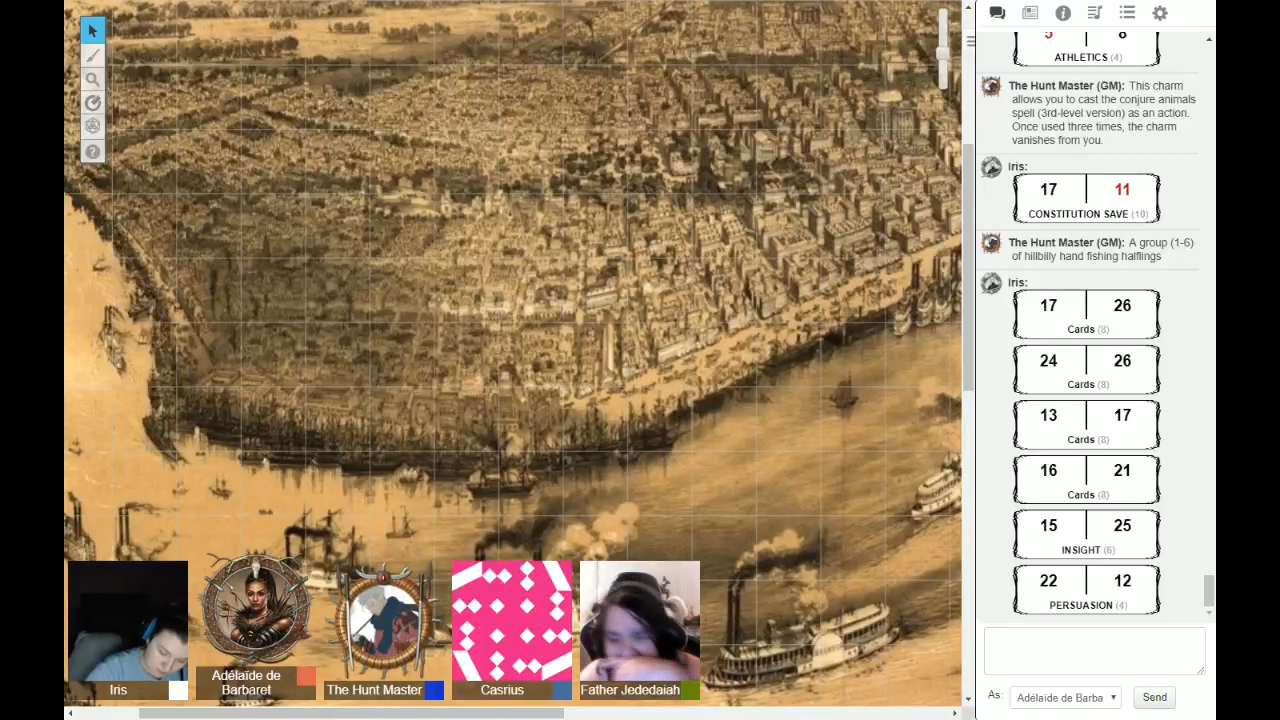 5 8
ATHLETICS (4)
The Hunt Master (GM): This charm
allows you to cast the conjure animals
spell (3rd-level version) as an action.
Once used three times, the charm
vanishes from you.
Iris:
17 11
CONSTITUTION SAVE (10)
The Hunt Master (GM): A group (1-6)
of hillbilly hand fishing halflings
Iris:
17 26
Cards (8)
24 26
Cards (8)
13 17
Cards (8)
16 21
Cards (8)
15 25
INSIGHT (6)
22 12
PERSUASION (4)
As: Adélaïde de Barba Send
Iris
Adélaïde de
Barbaret
The Hunt Master
Casrius
Father Jededaiah